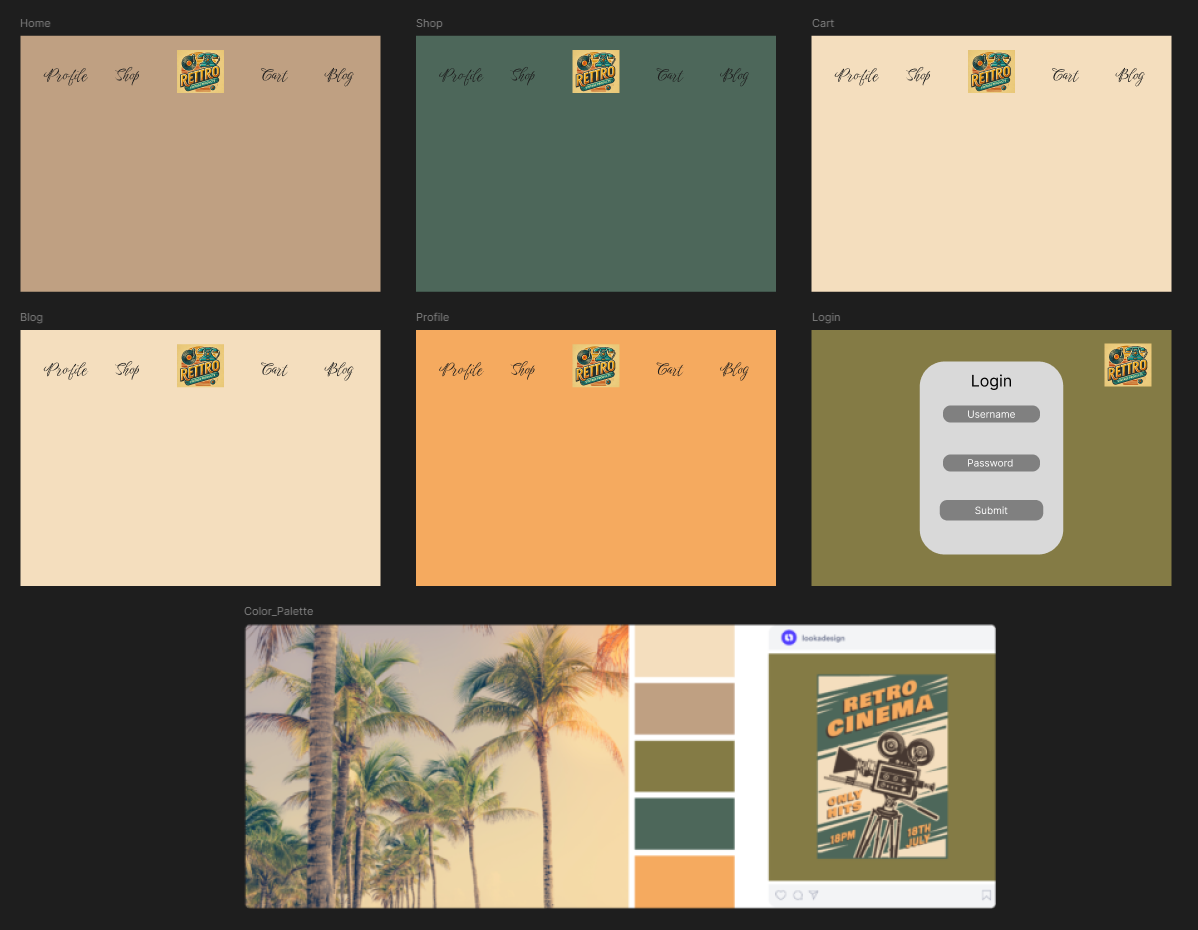 Home
Shop
Cart
Profile Shop RETTRO Cart Blog
Profile Shop RETTRO Cart Blog
Profile Shop RETTRO Cart Blog
Blog
Profile
Login
Profile Shop RETTRO Cart Blog
Profile Shop RETTRO Cart Blog
RETTRO
Login
Username
Password
Submit
Color_Palette
lookadesign
RETRO
CINEMA
ONLY
HITS
18PM
18TH
JULY